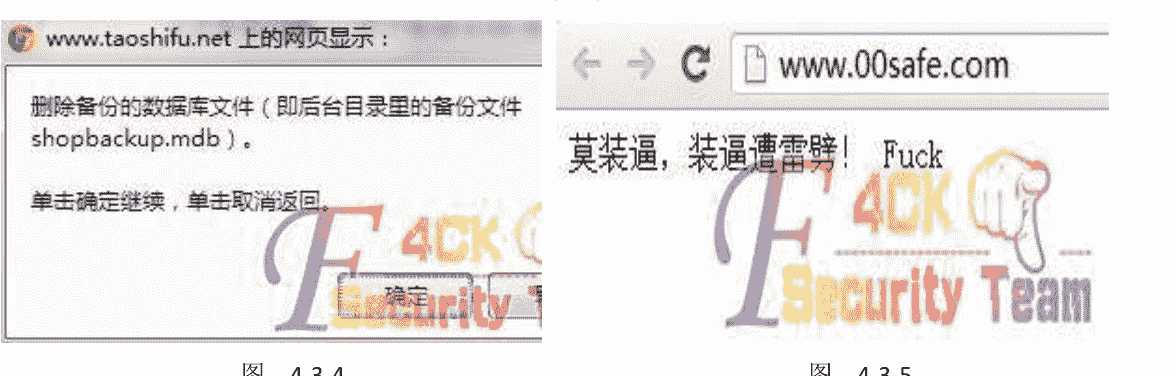 www.taoshifu.net 上的网页显示：
删除备份的数据库文件（即后台目录里的备份文件
shopbackup.mdb）。
单击确定继续，单击取消返回。
确定
F4CK
Security T
图 4.3.4
www.00safe.com
莫装逼，装逼遭雷劈！ Fuck
F4CK
Security Team
图 4.3.5